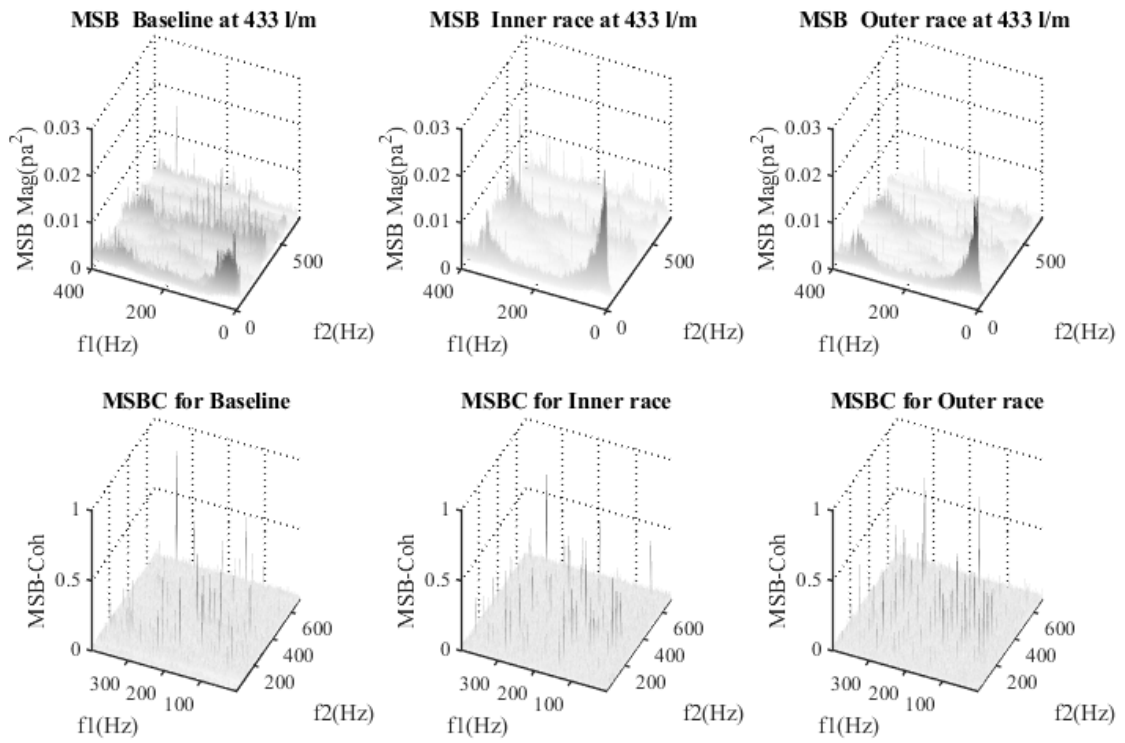 MSB Baseline at 433 l/m
MSB Mag(pa²)
0.03
0.02
0.01
0
400
200
0
f1(Hz)
0
500
f2(Hz)
MSB Inner race at 433 l/m
MSB Mag(pa²)
0.03
0.02
0.01
0
400
200
0
f1(Hz)
0
500
f2(Hz)
MSB Outer race at 433 l/m
MSB Mag(pa²)
0.03
0.02
0.01
0
400
200
0
f1(Hz)
0
500
f2(Hz)
MSBC for Baseline
MSB-Coh
1
0.5
0
300
200
100
f1(Hz)
200
400
600
f2(Hz)
MSBC for Inner race
MSB-Coh
1
0.5
0
300
200
100
f1(Hz)
200
400
600
f2(Hz)
MSBC for Outer race
MSB-Coh
1
0.5
0
300
200
100
f1(Hz)
200
400
600
f2(Hz)